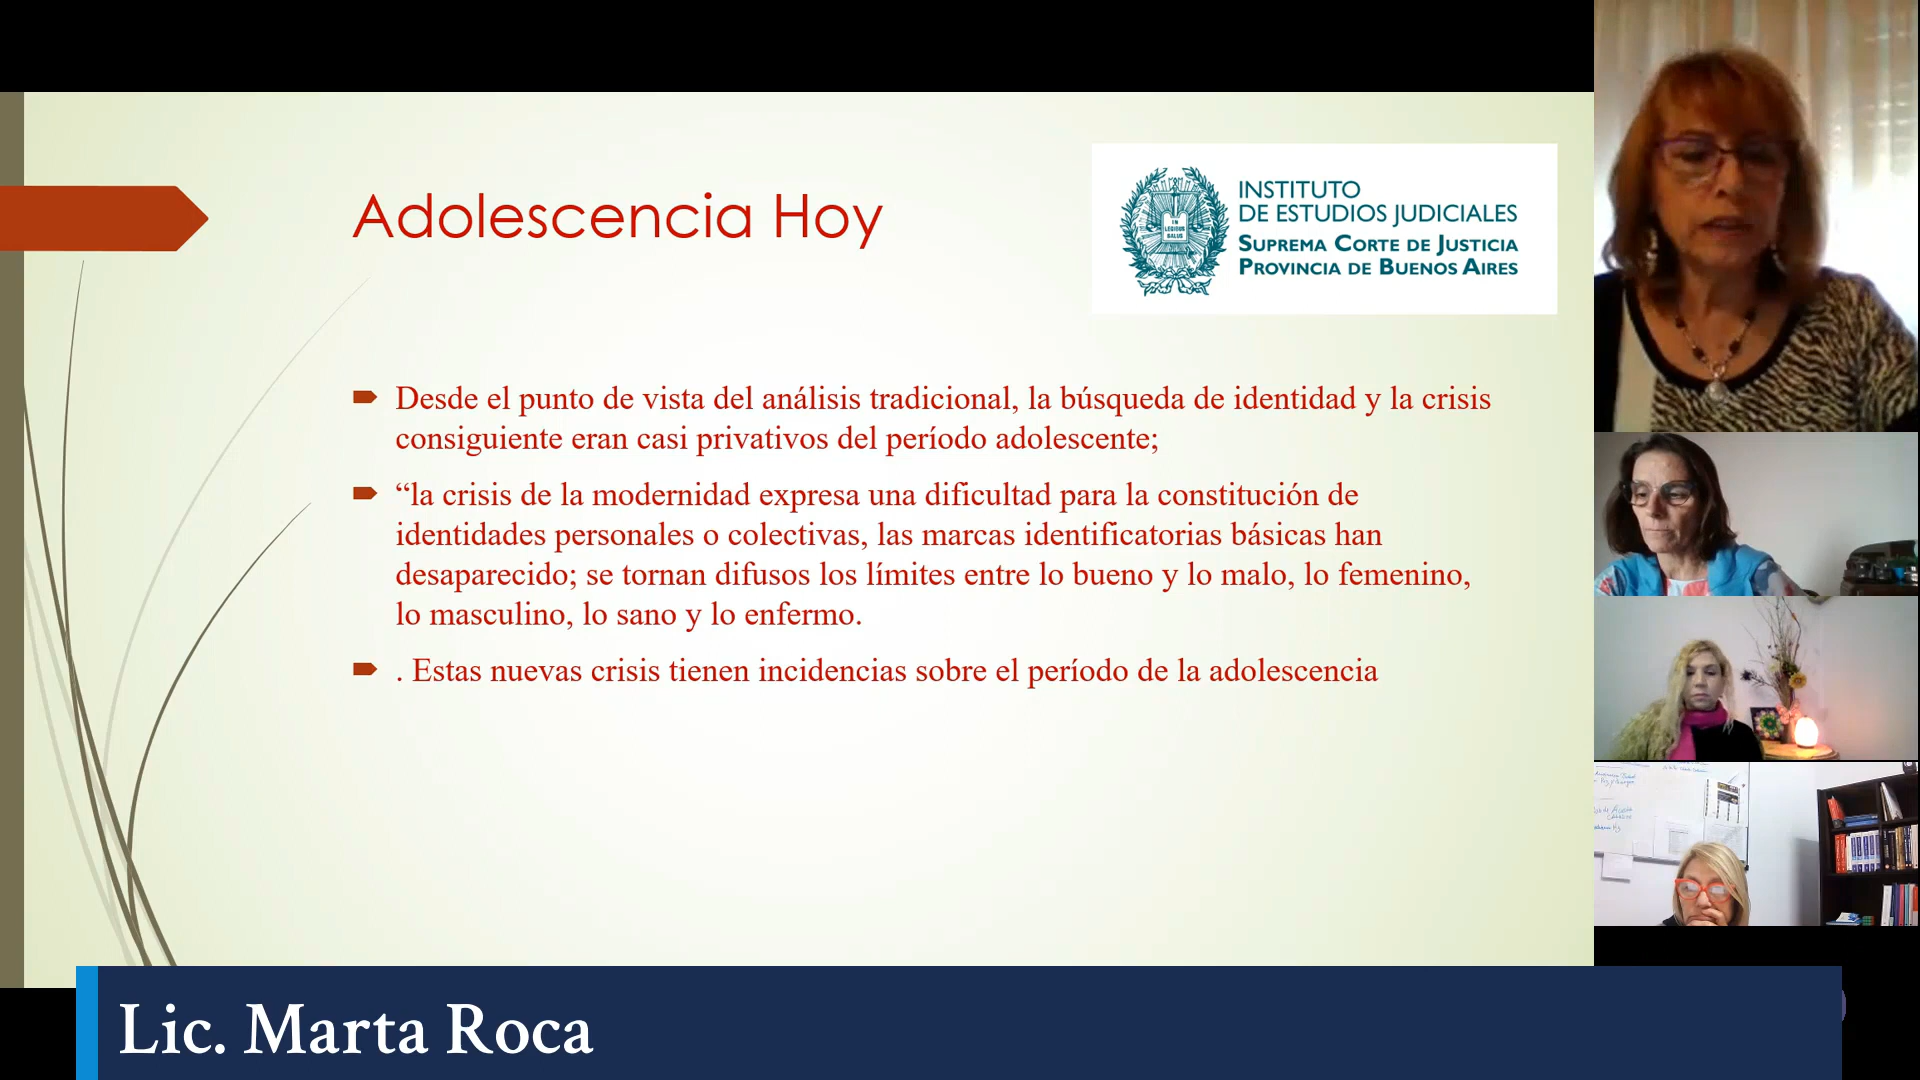 Adolescencia Hoy
INSTITUTO
DE ESTUDIOS JUDICIALES
SUPREMA CORTE DE JUSTICIA
PROVINCIA DE BUENOS AIRES
IN
LEGIBUS
SALUS
Desde el punto de vista del análisis tradicional, la búsqueda de identidad y la crisis
consiguiente eran casi privativos del período adolescente;
“la crisis de la modernidad expresa una dificultad para la constitución de
identidades personales o colectivas, las marcas identificatorias básicas han
desaparecido; se tornan difusos los límites entre lo bueno y lo malo, lo femenino,
lo masculino, lo sano y lo enfermo.
. Estas nuevas crisis tienen incidencias sobre el período de la adolescencia
Lic. Marta Roca